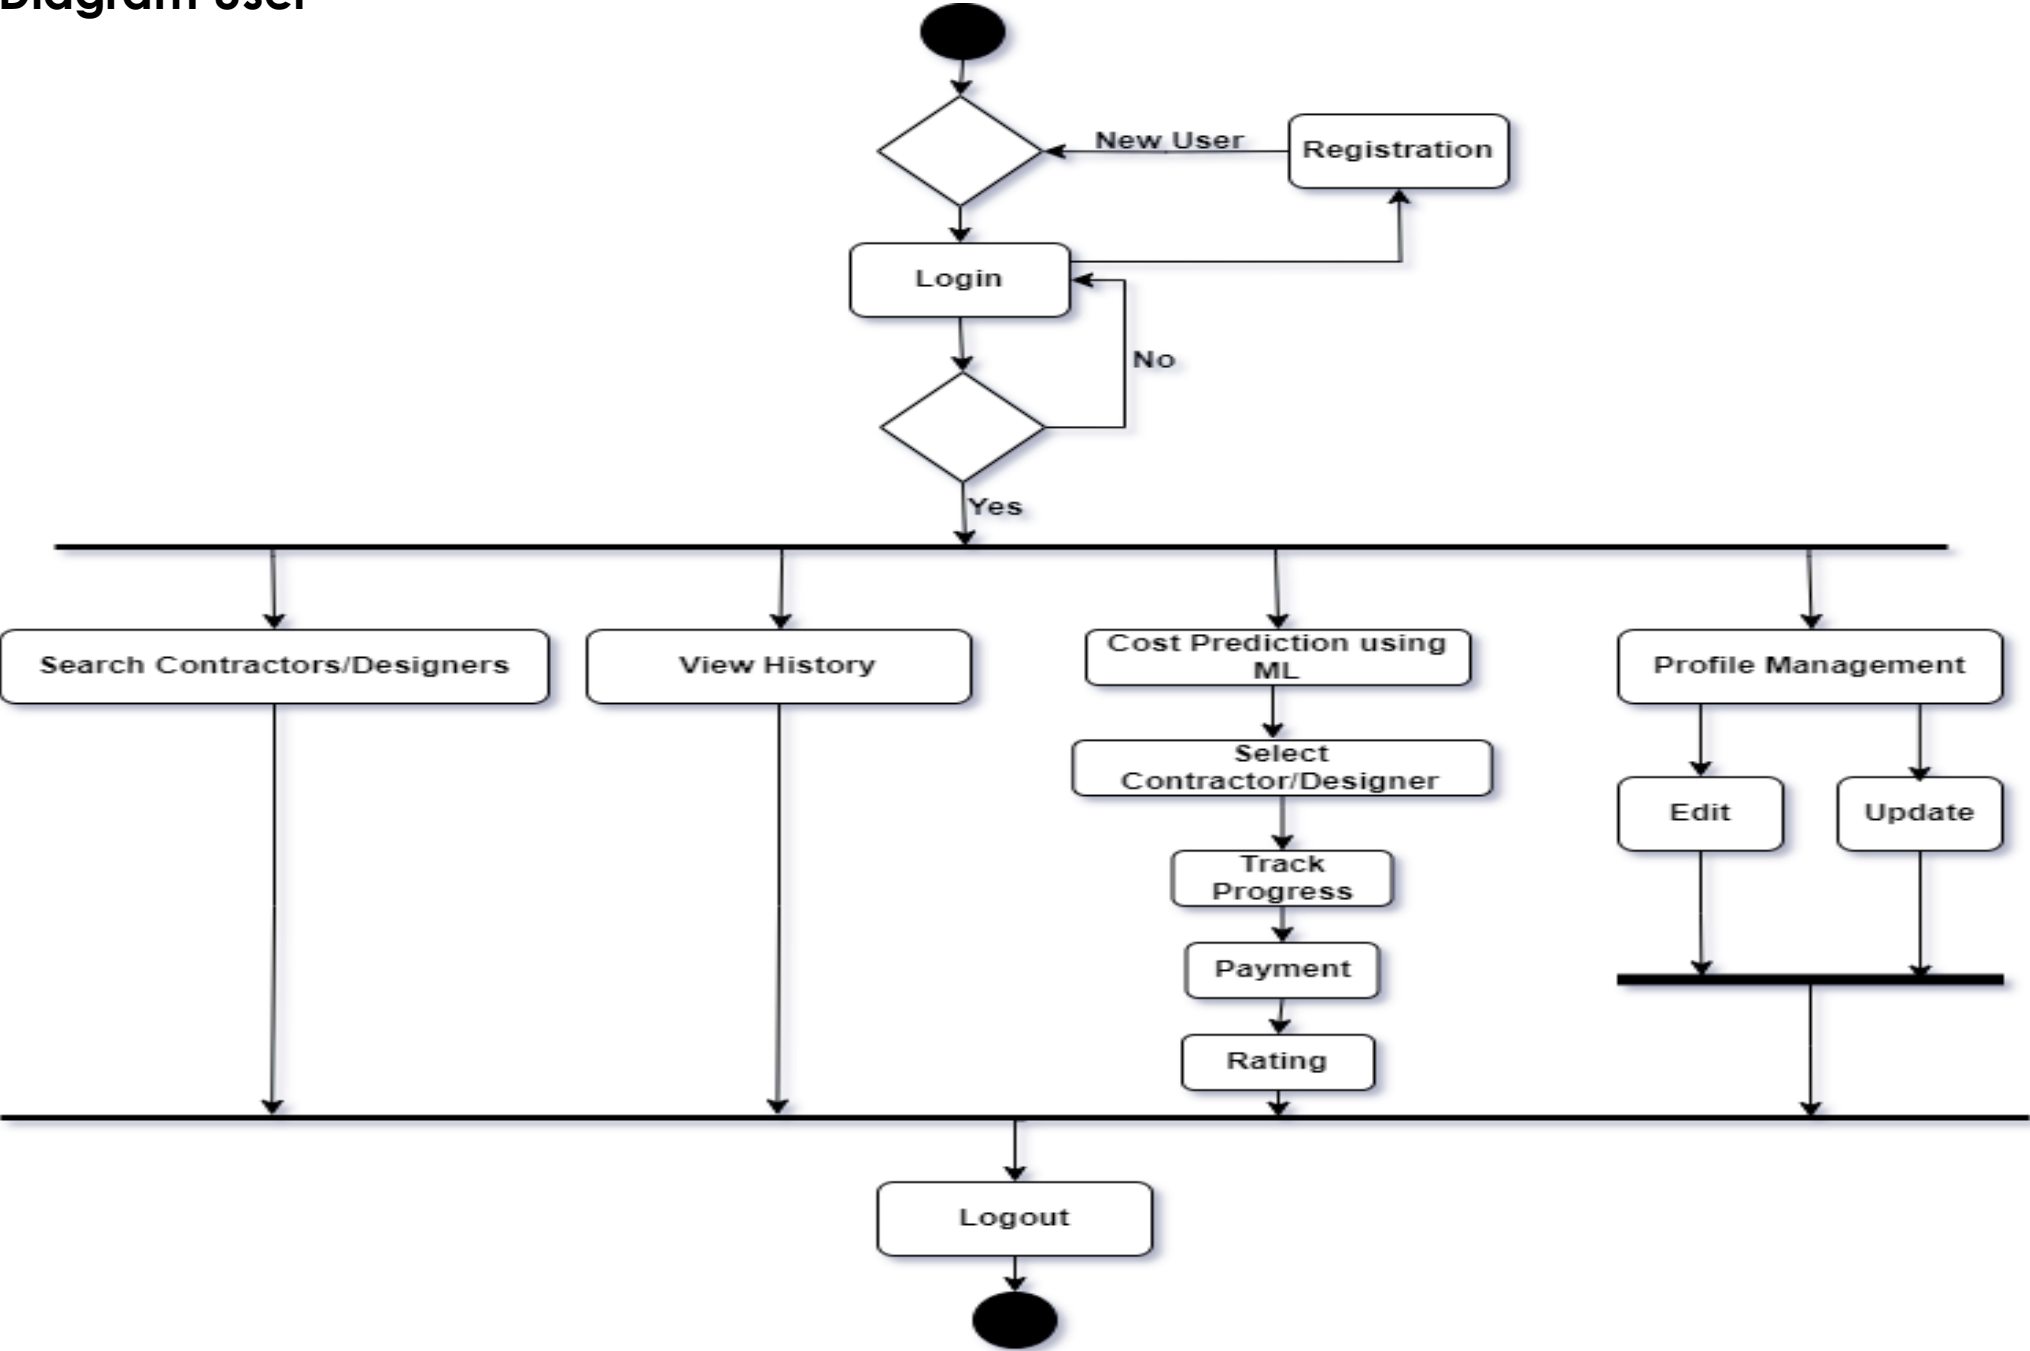 Diagram User
New User
Registration
Login
No
Yes
Search Contractors/Designers
View History
Cost Prediction using
ML
Profile Management
Select
Contractor/Designer
Edit
Update
Track
Progress
Payment
Rating
Logout